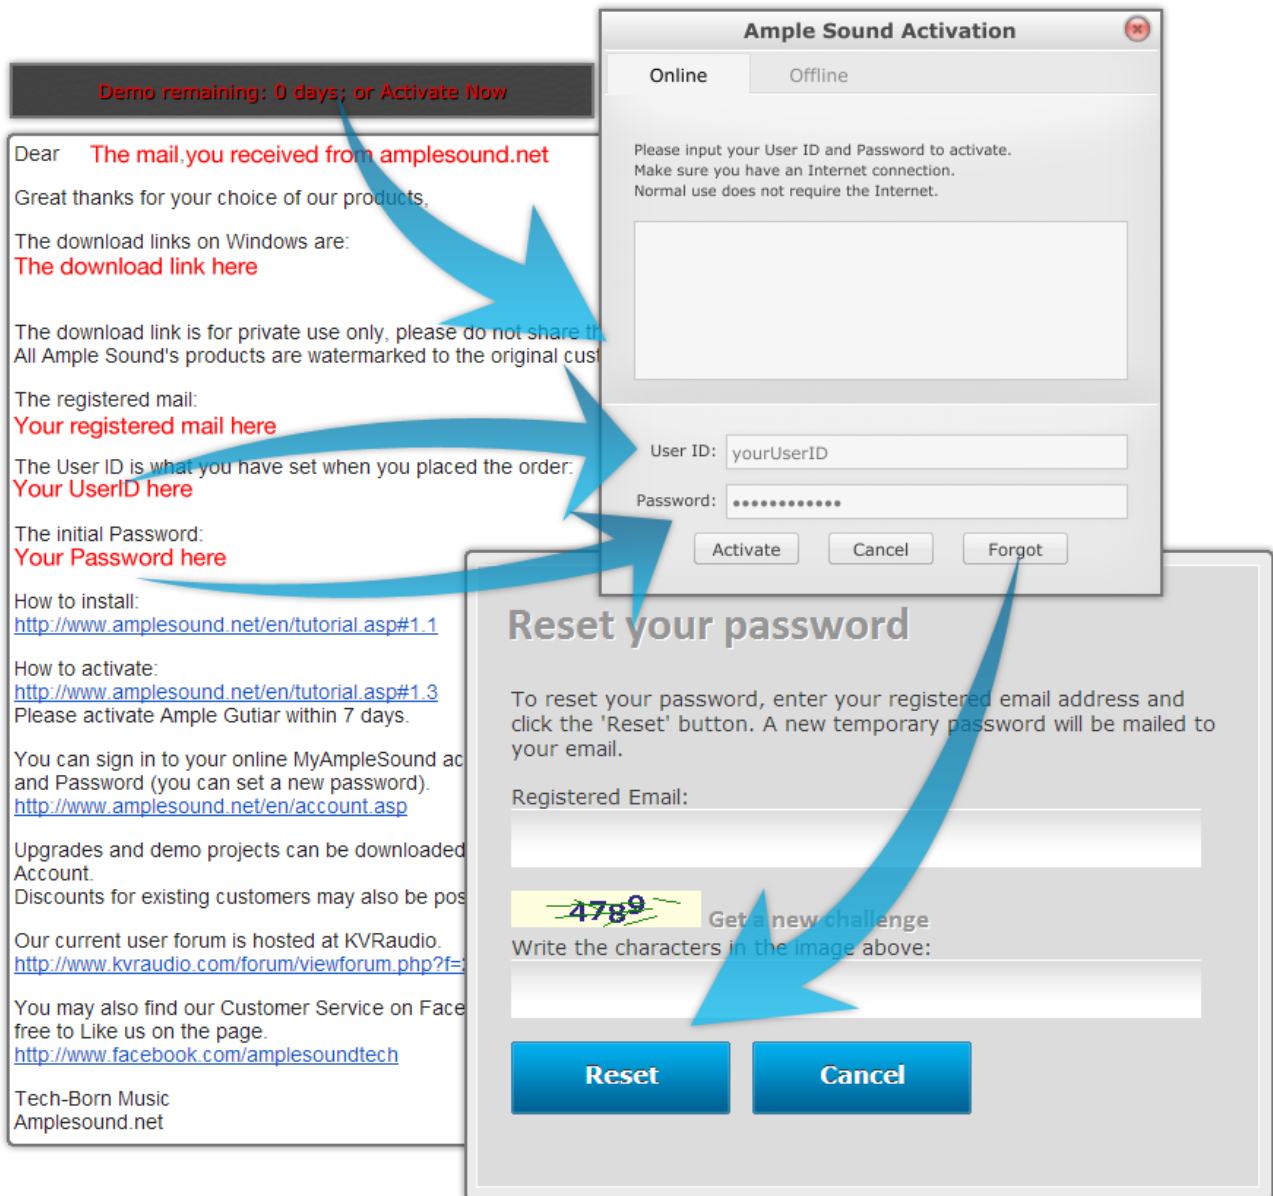 Ample Sound Activation
Online
Offline
Demo remaining: 0 days; or Activate Now
Please input your User ID and Password to activate.
Make sure you have an Internet connection.
Normal use does not require the Internet.
User ID:
yourUserID
Password:
••••••••••••
Activate
Cancel
Forgot
Dear
The mail,you received from amplesound.net
Great thanks for your choice of our products,
The download links on Windows are:
The download link here
The download link is for private use only, please do not share th
All Ample Sound's products are watermarked to the original cust
The registered mail:
Your registered mail here
The User ID is what you have set when you placed the order:
Your UserID here
The initial Password:
Your Password here
How to install:
http://www.amplesound.net/en/tutorial.asp#1.1
How to activate:
http://www.amplesound.net/en/tutorial.asp#1.3
Please activate Ample Gutiar within 7 days.
You can sign in to your online MyAmpleSound ac
and Password (you can set a new password).
http://www.amplesound.net/en/account.asp
Upgrades and demo projects can be downloaded
Account.
Discounts for existing customers may also be pos
Our current user forum is hosted at KVRaudio.
http://www.kvraudio.com/forum/viewforum.php?f=
You may also find our Customer Service on Face
free to Like us on the page.
http://www.facebook.com/amplesoundtech
Tech-Born Music
Amplesound.net
Reset your password
To reset your password, enter your registered email address and
click the 'Reset' button. A new temporary password will be mailed to
your email.
Registered Email:
4789
Get a new challenge
Write the characters in the image above:
Reset
Cancel